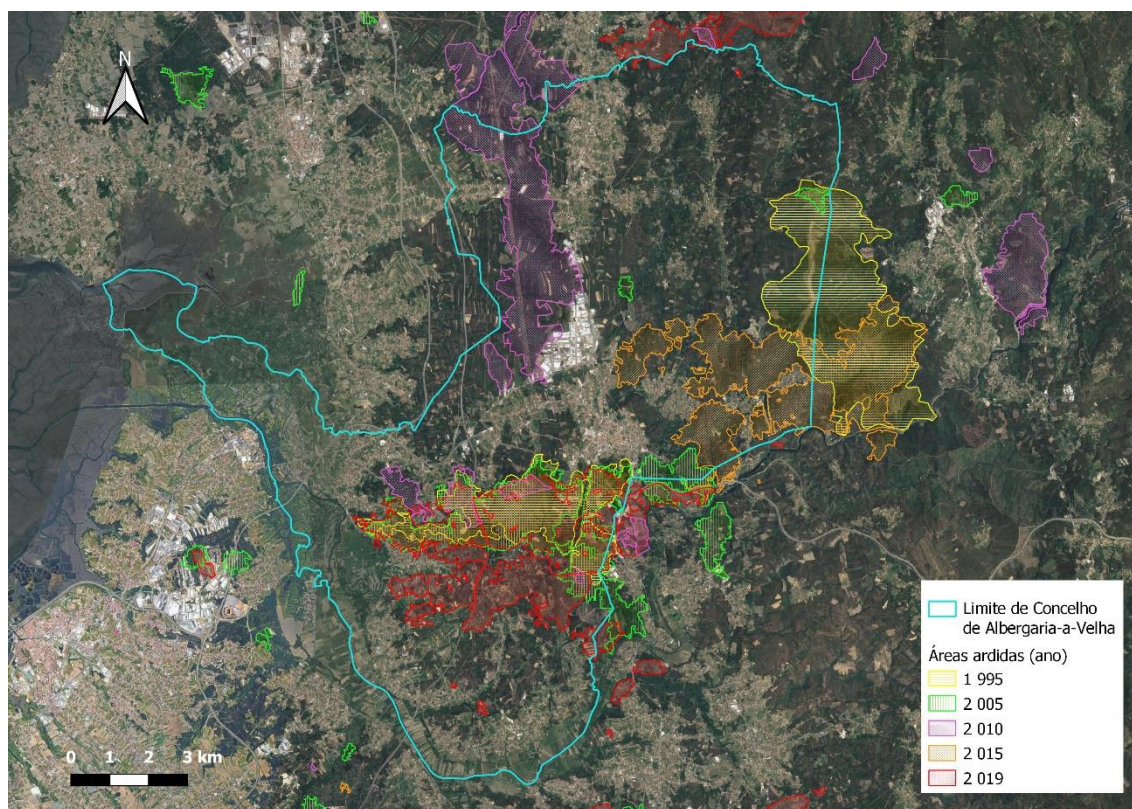 N
0 1 2 3 km
Limite de Concelho
de Albergaria-a-Velha
Áreas ardidas (ano)
1 995
2 005
2 010
2 015
2 019